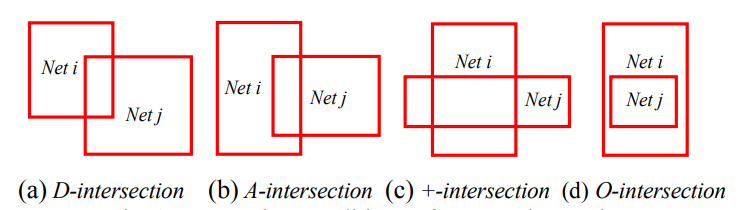 Net i
Net j
Net i
Net j
Net i
Net j
Net i
Net j
(a) D-intersection
(b) A-intersection
(c) +-intersection
(d) O-intersection